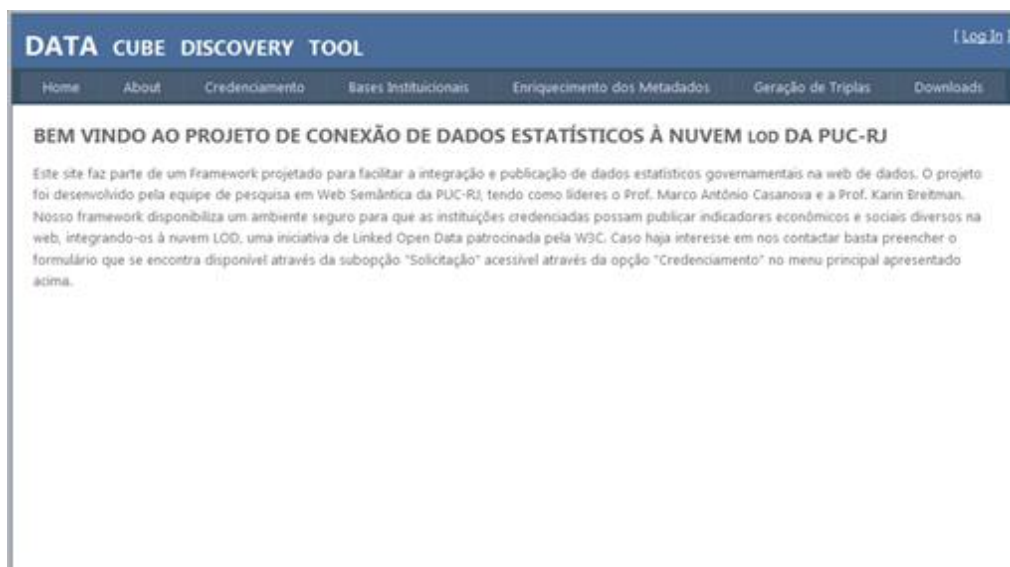 DATA CUBE DISCOVERY TOOL
[ Log In ]
Home About Credenciamento Bases Instituicionais Enriquecimento dos Metadados Geração de Triplas Downloads
BEM VINDO AO PROJETO DE CONEXÃO DE DADOS ESTATÍSTICOS À NUVEM LOD DA PUC-RJ
Este site faz parte de um Framework projetado para facilitar a integração e publicação de dados estatísticos governamentais na web de dados. O projeto
foi desenvolvido pela equipe de pesquisa em Web Semântica da PUC-RJ, tendo como líderes o Prof. Marco Antônio Casanova e a Prof. Karin Breitman.
Nosso framework disponibiliza um ambiente seguro para que as instituições credenciadas possam publicar indicadores econômicos e sociais diversos na
web, integrando-os à nuvem LOD, uma iniciativa de Linked Open Data patrocinada pela W3C. Caso haja interesse em nos contactar basta preencher o
formulário que se encontra disponível através da subopção "Solicitação" acessível através da opção "Credenciamento" no menu principal apresentado
acima.